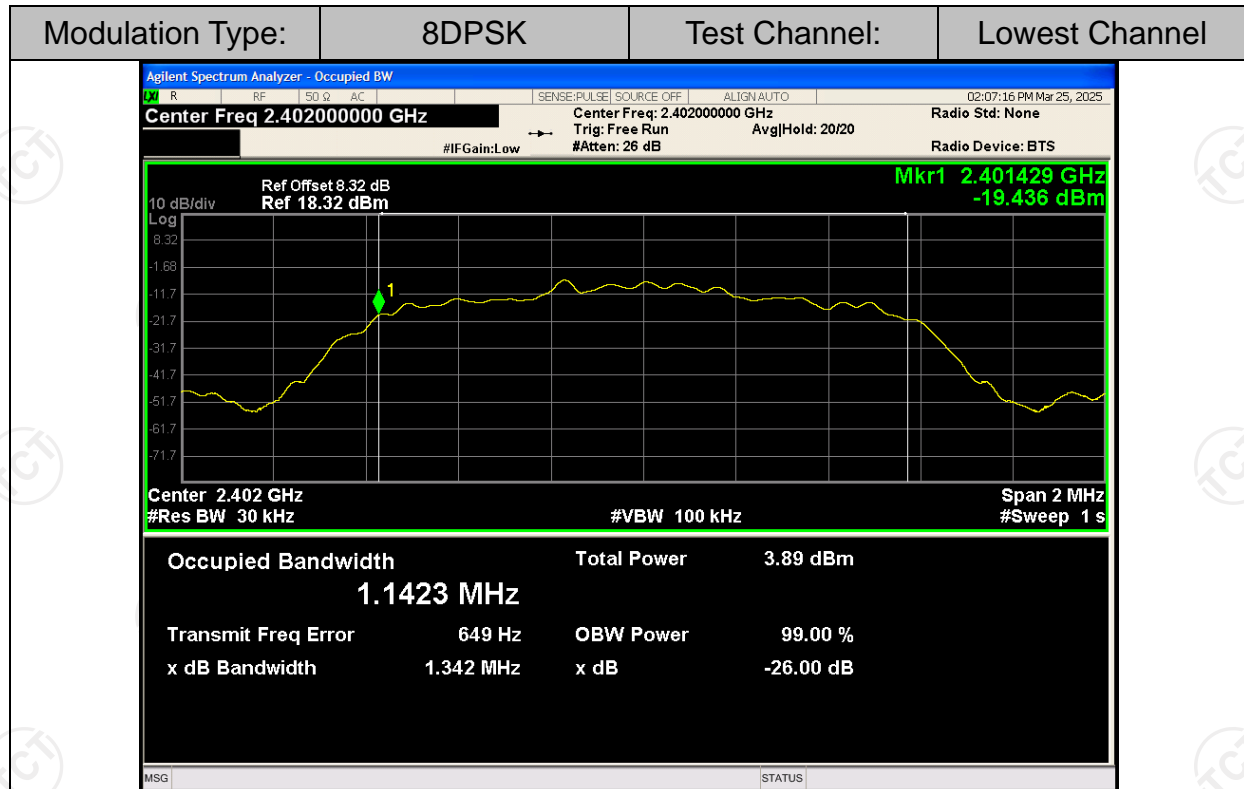 Modulation Type: 8DPSK Test Channel: Lowest Channel
Agilent Spectrum Analyzer - Occupied BW
LXI R RF 50 Ω AC SENSE:PULSE SOURCE OFF ALIGN AUTO 02:07:16 PM Mar 25, 2025
Center Freq 2.402000000 GHz Center Freq: 2.402000000 GHz Radio Std: None
Trig: Free Run Avg|Hold: 20/20
#IFGain:Low #Atten: 26 dB Radio Device: BTS
Mkr1 2.401429 GHz
Ref Offset 8.32 dB
10 dB/div Ref 18.32 dBm -19.436 dBm
Log
8.32
-1.68
-11.7
1
-21.7
-31.7
-41.7
-51.7
-61.7
-71.7
Center 2.402 GHz Span 2 MHz
#Res BW 30 kHz #VBW 100 kHz #Sweep 1 s
Occupied Bandwidth Total Power 3.89 dBm
1.1423 MHz
Transmit Freq Error 649 Hz OBW Power 99.00 %
x dB Bandwidth 1.342 MHz x dB -26.00 dB
MSG STATUS
TCT
TCT
TCT
TCT
TCT
TCT